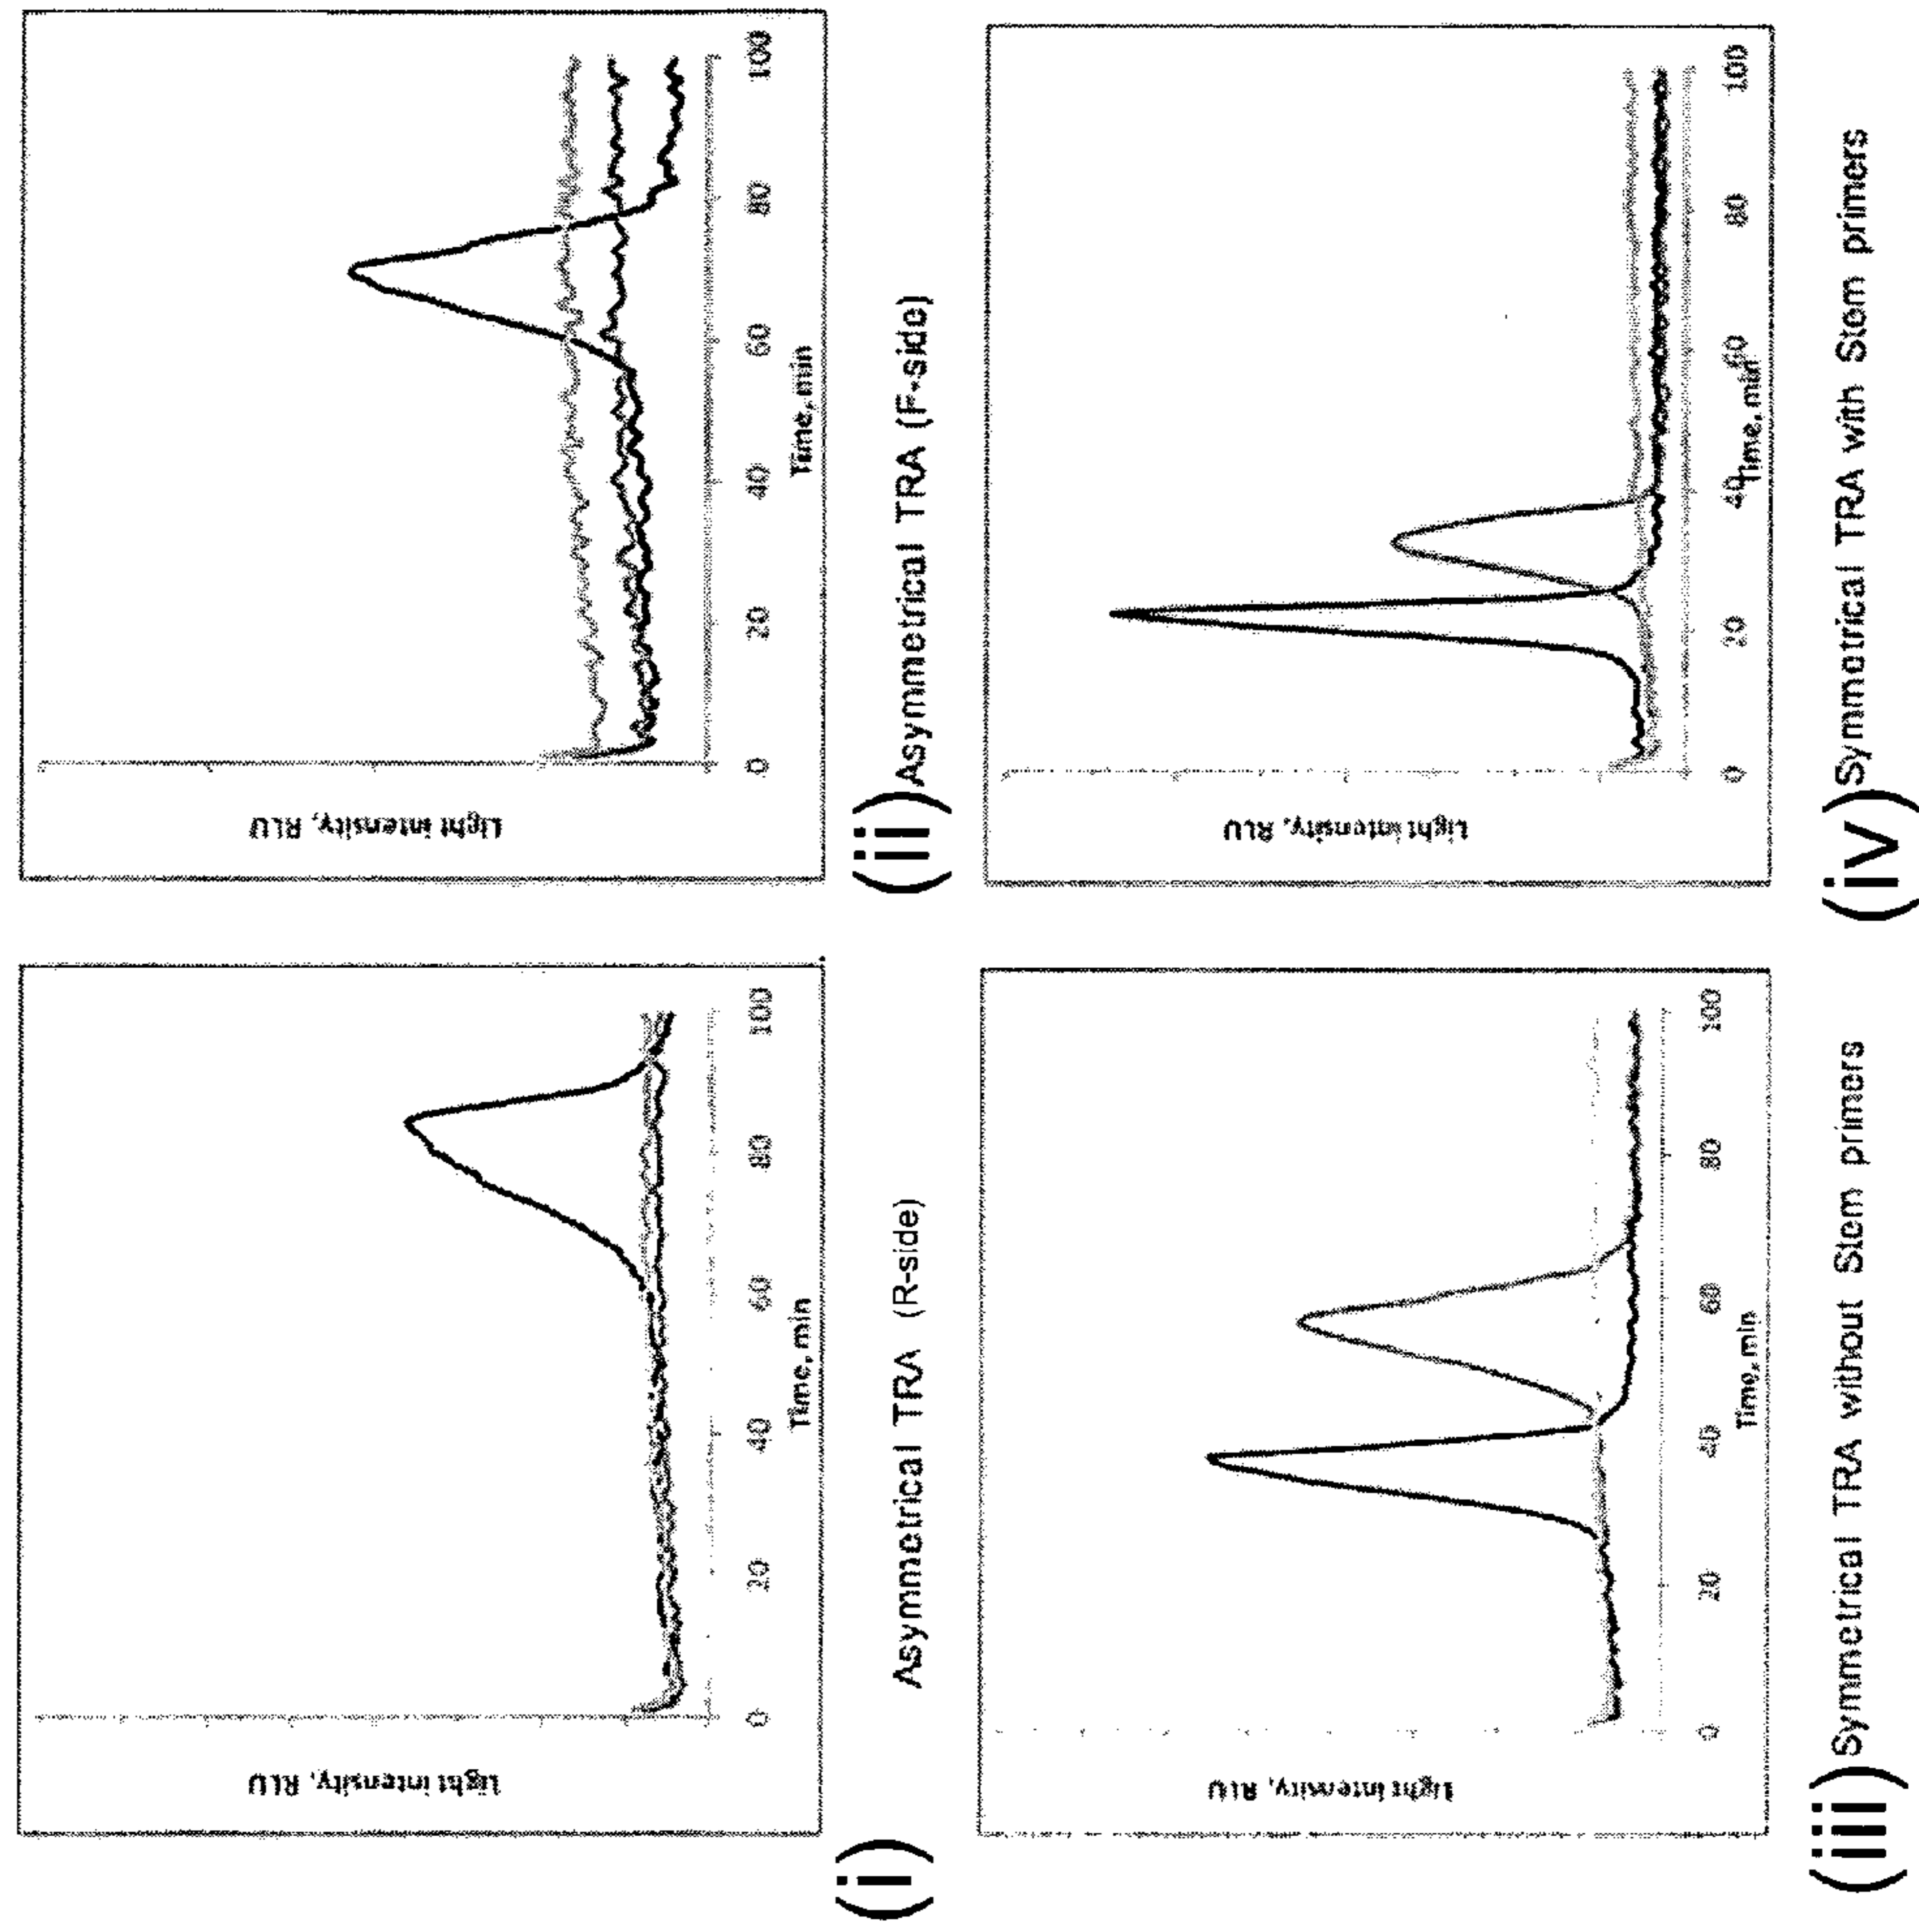 Light intensity, RLU
0 20 40 60 80 100
Time, min
(i) Asymmetrical TRA (R-side)
Light intensity, RLU
0 20 40 60 80 100
Time, min
(ii) Asymmetrical TRA (F-side)
Light intensity, RLU
0 20 40 60 80 100
Time, min
(iii) Symmetrical TRA without Stem primers
Light intensity, RLU
0 20 40 60 80 100
Time, min
(iv) Symmetrical TRA with Stem primers